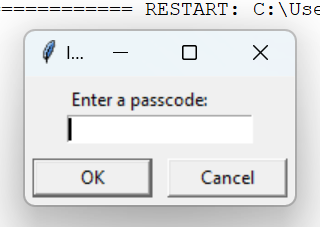 =========== RESTART: C:\Use
I...
Enter a passcode:
OK Cancel